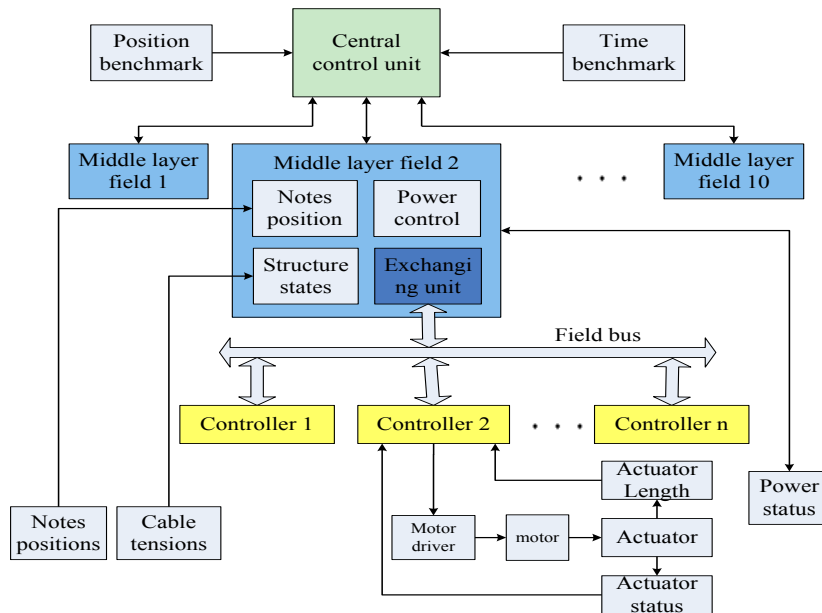 Position
benchmark
Central
control unit
Time
benchmark
Middle layer
field 1
Middle layer field 2
Middle layer
field 10
Notes
position
Power
control
Structure
states
Exchangi
ng unit
Field bus
Controller 1
Controller 2
Controller n
Notes
positions
Cable
tensions
Motor
driver
motor
Actuator
Length
Actuator
Actuator
status
Power
status